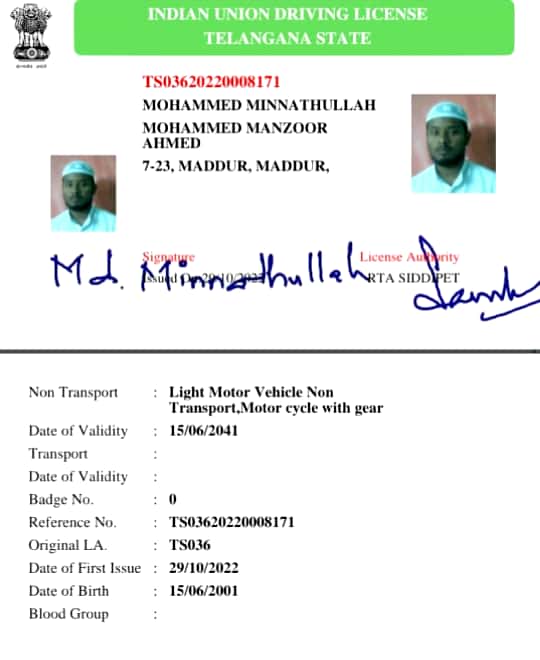 INDIAN UNION DRIVING LICENSE
TELANGANA STATE
TS03620220008171
MOHAMMED MINNATHULLAH
MOHAMMED MANZOOR
AHMED
7-23, MADDUR, MADDUR,
Signature
License Authority
Issued On 29/10/2022
RTA SIDDIPET
Md. Minnathullah
Non Transport : Light Motor Vehicle Non
Transport,Motor cycle with gear
Date of Validity : 15/06/2041
Transport :
Date of Validity :
Badge No. : 0
Reference No. : TS03620220008171
Original LA. : TS036
Date of First Issue : 29/10/2022
Date of Birth : 15/06/2001
Blood Group :